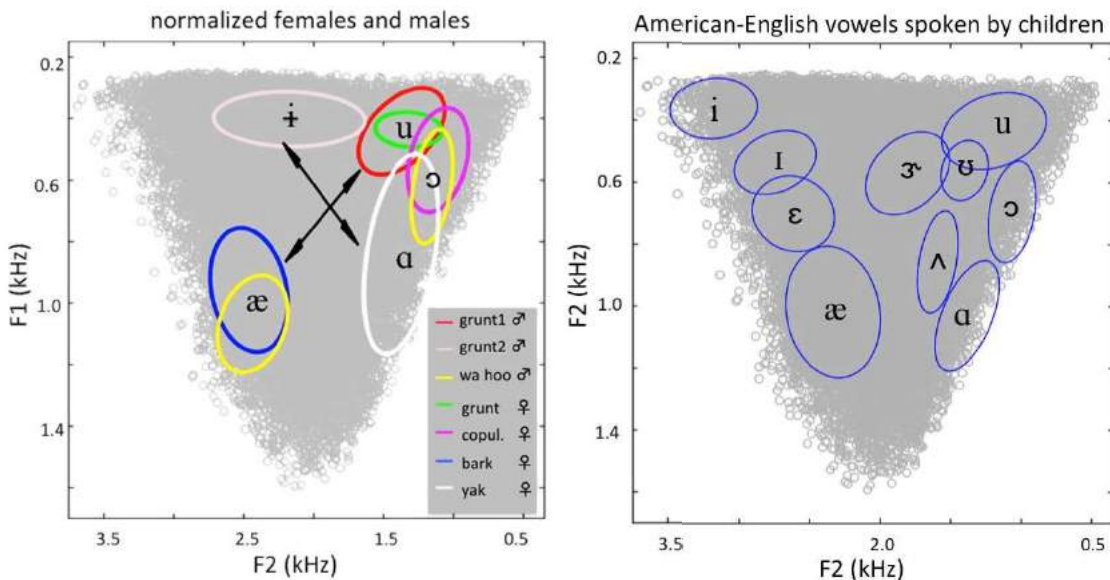 normalized females and males
0.2
0.6
1.0
1.4
F1 (kHz)
ɨ
u
ɔ
ɑ
æ
grunt1 ♂
grunt2 ♂
wa hoo ♂
grunt ♀
copul. ♀
bark ♀
yak ♀
3.5 2.5 1.5 0.5
F2 (kHz)
American-English vowels spoken by children
0.2
0.6
1.0
1.4
F2 (kHz)
i
u
ɪ
ɝ
ʊ
ɛ
ɔ
ʌ
æ
ɑ
3.5 2.0 0.5
F2 (kHz)